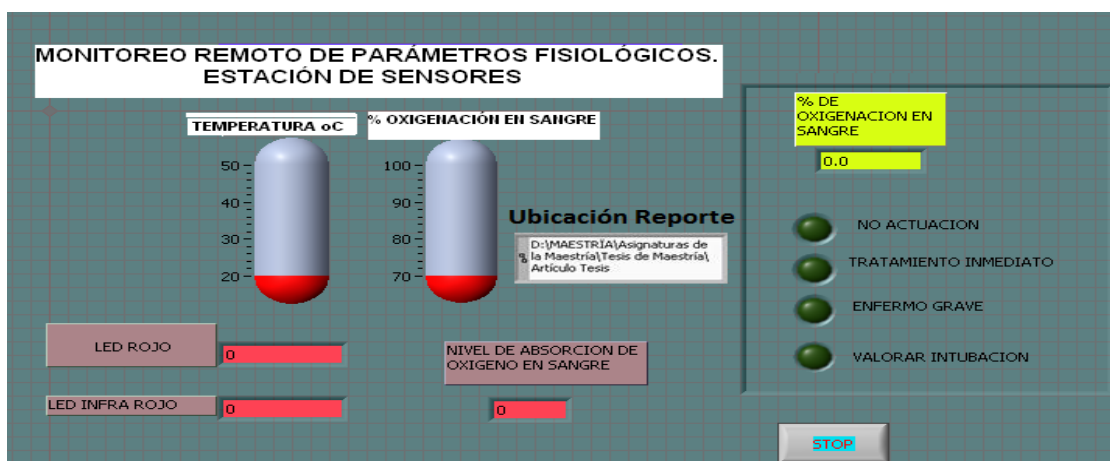 MONITOREO REMOTO DE PARÁMETROS FISIOLÓGICOS.
ESTACIÓN DE SENSORES
TEMPERATURA oC
% OXIGENACIÓN EN SANGRE
50
40
30
20
100
90
80
70
Ubicación Reporte
D:\MAESTRÍA\Asignaturas de
la Maestría\Tesis de Maestría\
Artículo Tesis
LED ROJO
0
LED INFRA ROJO
0
NIVEL DE ABSORCION DE
OXIGENO EN SANGRE
0
% DE
OXIGENACION EN
SANGRE
0.0
NO ACTUACION
TRATAMIENTO INMEDIATO
ENFERMO GRAVE
VALORAR INTUBACION
STOP